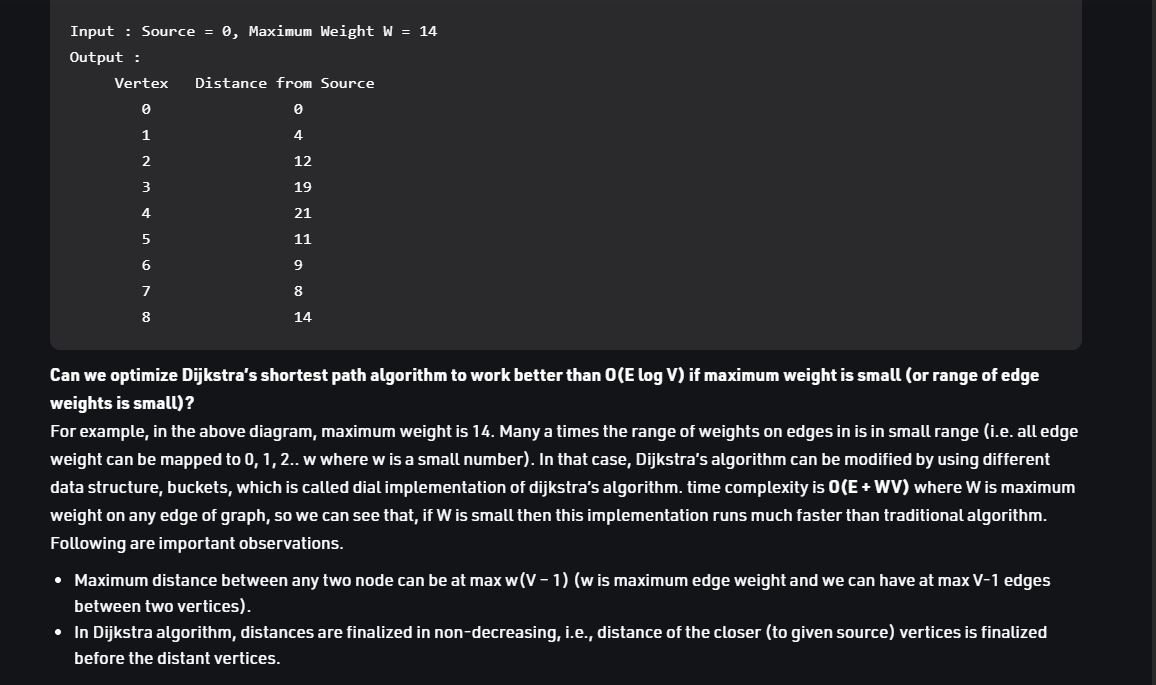 Input : Source = 0, Maximum Weight W = 14
Output :
Vertex Distance from Source
0 0
1 4
2 12
3 19
4 21
5 11
6 9
7 8
8 14
Can we optimize Dijkstra's shortest path algorithm to work better than O(E log V) if maximum weight is small (or range of edge
weights is small)?
For example, in the above diagram, maximum weight is 14. Many a times the range of weights on edges in is in small range (i.e. all edge
weight can be mapped to 0, 1, 2.. w where w is a small number). In that case, Dijkstra's algorithm can be modified by using different
data structure, buckets, which is called dial implementation of dijkstra's algorithm. time complexity is O(E + WV) where W is maximum
weight on any edge of graph, so we can see that, if W is small then this implementation runs much faster than traditional algorithm.
Following are important observations.
• Maximum distance between any two node can be at max w(V – 1) (w is maximum edge weight and we can have at max V-1 edges
between two vertices).
• In Dijkstra algorithm, distances are finalized in non-decreasing, i.e., distance of the closer (to given source) vertices is finalized
before the distant vertices.